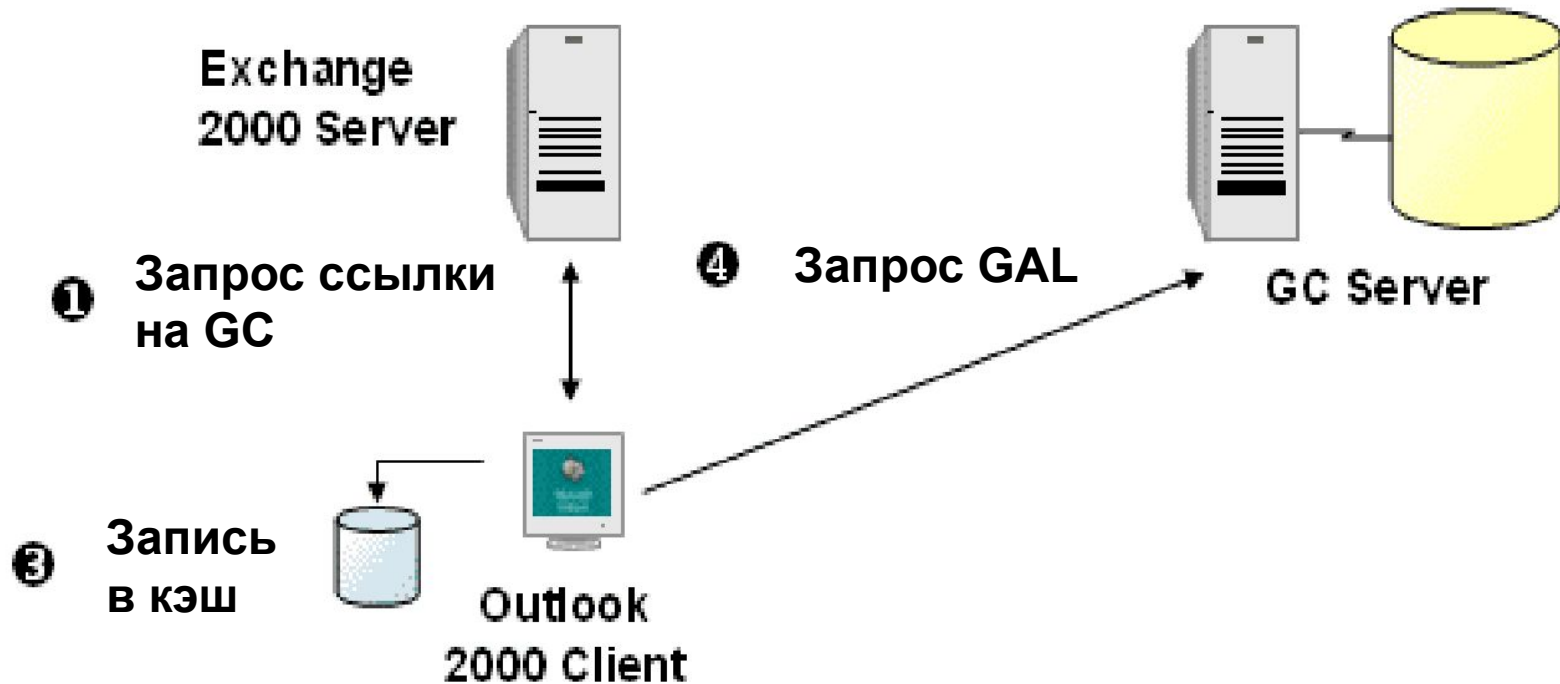 Exchange
2000 Server
❶ Запрос ссылки
на GC
❹ Запрос GAL
GC Server
❸ Запись
в кэш
Outlook
2000 Client